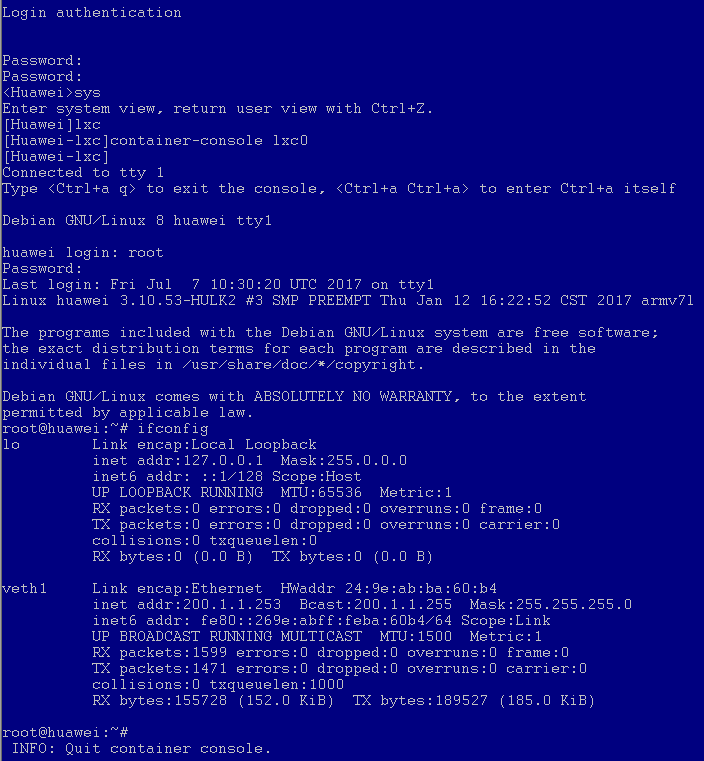 Login authentication
Password:
Password:
<Huawei>sys
Enter system view, return user view with Ctrl+Z.
[Huawei]lxc
[Huawei-lxc]container-console lxc0
[Huawei-lxc]
Connected to tty 1
Type <Ctrl+a q> to exit the console, <Ctrl+a Ctrl+a> to enter Ctrl+a itself
Debian GNU/Linux 8 huawei tty1
huawei login: root
Password:
Last login: Fri Jul  7 10:30:20 UTC 2017 on tty1
Linux huawei 3.10.53-HULK2 #3 SMP PREEMPT Thu Jan 12 16:22:52 CST 2017 armv7l
The programs included with the Debian GNU/Linux system are free software;
the exact distribution terms for each program are described in the
individual files in /usr/share/doc/*/copyright.
Debian GNU/Linux comes with ABSOLUTELY NO WARRANTY, to the extent
permitted by applicable law.
root@huawei:~# ifconfig
lo        Link encap:Local Loopback
          inet addr:127.0.0.1  Mask:255.0.0.0
          inet6 addr: ::1/128 Scope:Host
          UP LOOPBACK RUNNING  MTU:65536  Metric:1
          RX packets:0 errors:0 dropped:0 overruns:0 frame:0
          TX packets:0 errors:0 dropped:0 overruns:0 carrier:0
          collisions:0 txqueuelen:0
          RX bytes:0 (0.0 B)  TX bytes:0 (0.0 B)
veth1     Link encap:Ethernet  HWaddr 24:9e:ab:ba:60:b4
          inet addr:200.1.1.253  Bcast:200.1.1.255  Mask:255.255.255.0
          inet6 addr: fe80::269e:abff:feba:60b4/64 Scope:Link
          UP BROADCAST RUNNING MULTICAST  MTU:1500  Metric:1
          RX packets:1599 errors:0 dropped:0 overruns:0 frame:0
          TX packets:1471 errors:0 dropped:0 overruns:0 carrier:0
          collisions:0 txqueuelen:1000
          RX bytes:155728 (152.0 KiB)  TX bytes:189527 (185.0 KiB)
root@huawei:~#
 INFO: Quit container console.